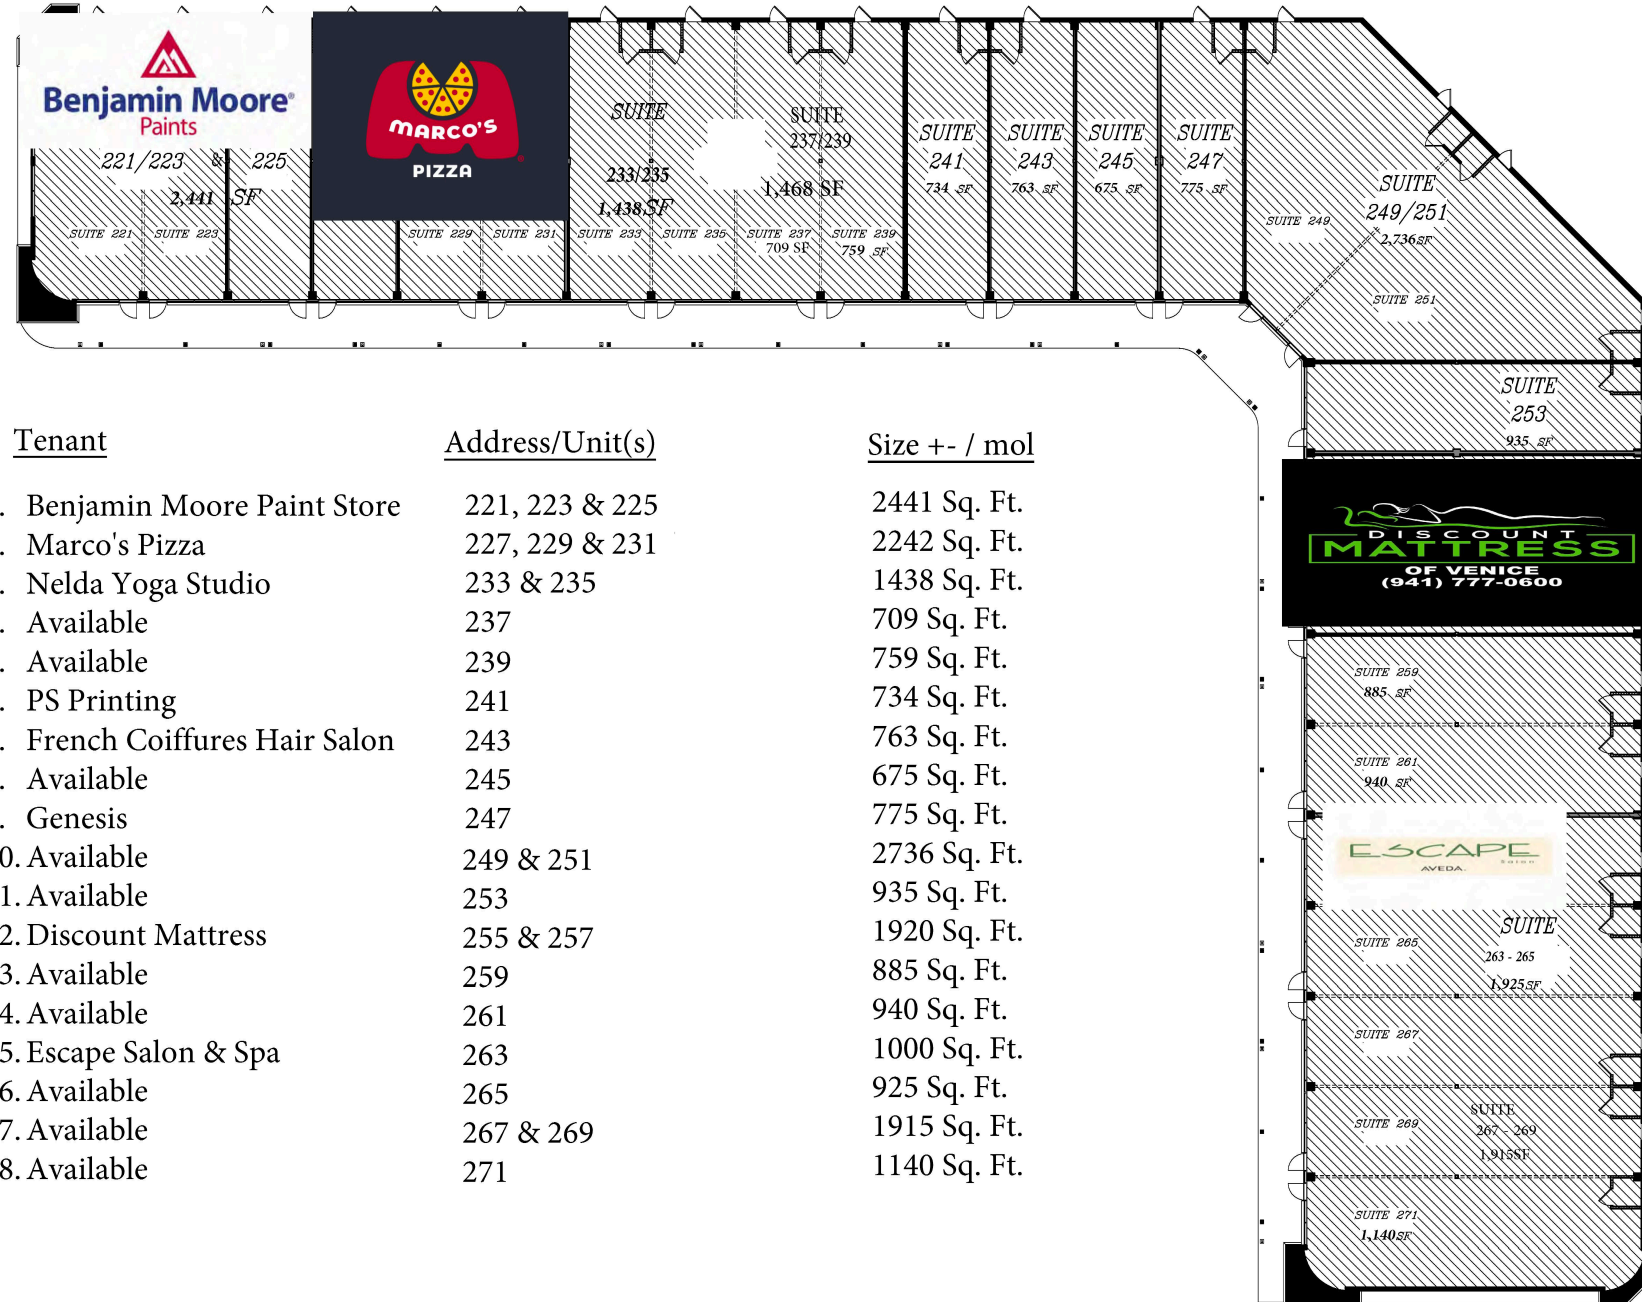 Benjamin Moore®
Paints
MARCO'S
PIZZA
221/223 & 225
2,441 SF
SUITE 221
SUITE 223
SUITE 229
SUITE 231
SUITE
233/235
1,438 SF
SUITE 233
SUITE 235
SUITE
237/239
1,468 SF
SUITE 237
709 SF
SUITE 239
759 SF
SUITE
241
734 SF
SUITE
243
763 SF
SUITE
245
675 SF
SUITE
247
775 SF
SUITE 249
SUITE
249/251
2,736 SF
SUITE 251
SUITE
253
935 SF
DISCOUNT
MATTRESS
OF VENICE
(941) 777-0600
SUITE 259
885 SF
SUITE 261
940 SF
ESCAPE
Salon
AVEDA
SUITE
263 - 265
1,925 SF
SUITE 265
SUITE 267
SUITE 269
SUITE
267 - 269
1,915SF
SUITE 271
1,140 SF
Tenant Address/Unit(s) Size +- / mol
. Benjamin Moore Paint Store 221, 223 & 225 2441 Sq. Ft.
. Marco's Pizza 227, 229 & 231 2242 Sq. Ft.
. Nelda Yoga Studio 233 & 235 1438 Sq. Ft.
. Available 237 709 Sq. Ft.
. Available 239 759 Sq. Ft.
. PS Printing 241 734 Sq. Ft.
. French Coiffures Hair Salon 243 763 Sq. Ft.
. Available 245 675 Sq. Ft.
. Genesis 247 775 Sq. Ft.
0. Available 249 & 251 2736 Sq. Ft.
1. Available 253 935 Sq. Ft.
2. Discount Mattress 255 & 257 1920 Sq. Ft.
3. Available 259 885 Sq. Ft.
4. Available 261 940 Sq. Ft.
5. Escape Salon & Spa 263 1000 Sq. Ft.
6. Available 265 925 Sq. Ft.
7. Available 267 & 269 1915 Sq. Ft.
8. Available 271 1140 Sq. Ft.